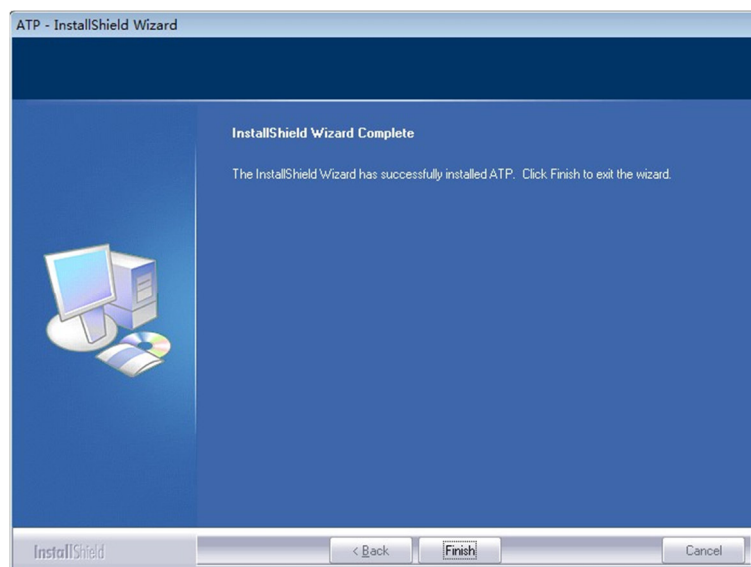 ATP - InstallShield Wizard
InstallShield Wizard Complete
The InstallShield Wizard has successfully installed ATP. Click Finish to exit the wizard.
InstallShield
< Back
Finish
Cancel